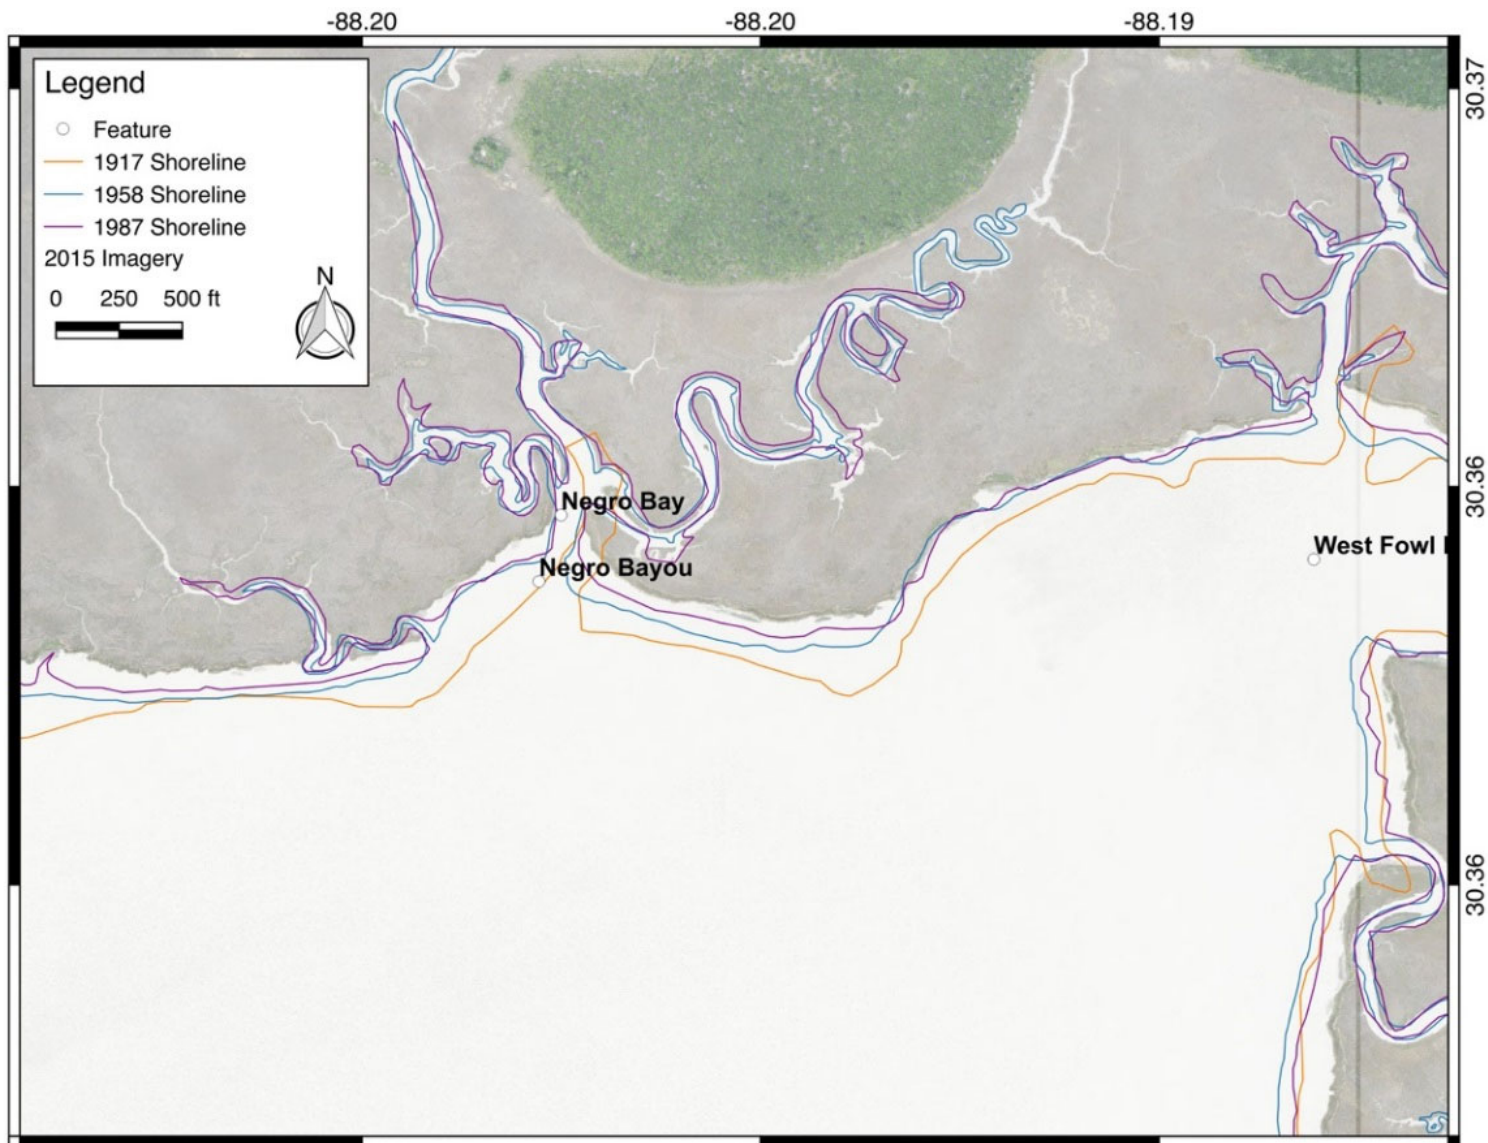 -88.20 -88.20 -88.19
Legend
Feature
1917 Shoreline
1958 Shoreline
1987 Shoreline
2015 Imagery
0 250 500 ft
N
30.37
Negro Bay
30.36
West Fowl
Negro Bayou
30.36